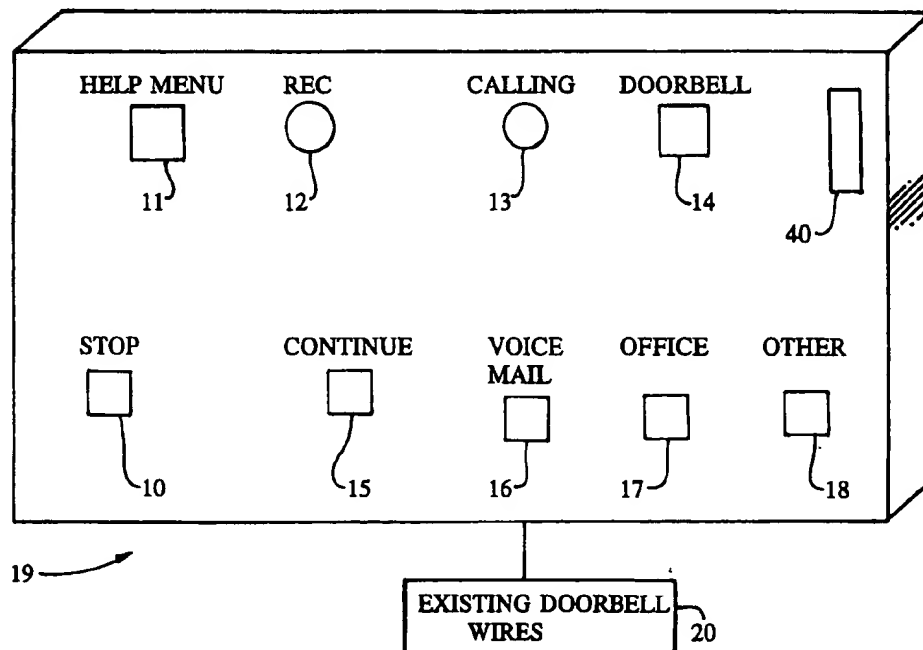 HELP MENU REC CALLING DOORBELL
11 12 13 14 40
STOP CONTINUE VOICE MAIL OFFICE OTHER
10 15 16 17 18
19
EXISTING DOORBELL WIRES 20